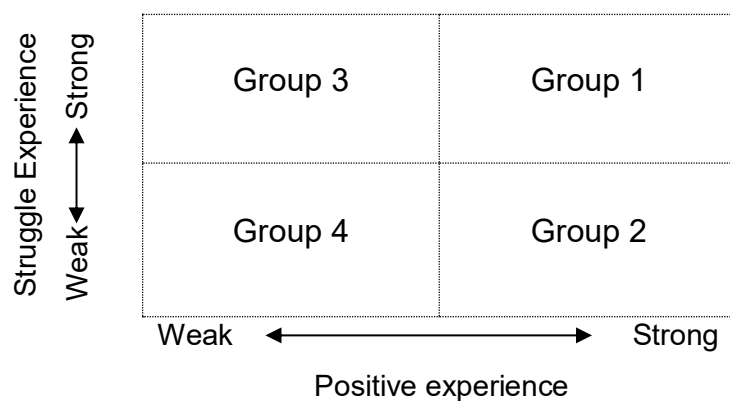 Struggle Experience
Weak Strong
Group 3 Group 1
Group 4 Group 2
Weak Strong
Positive experience